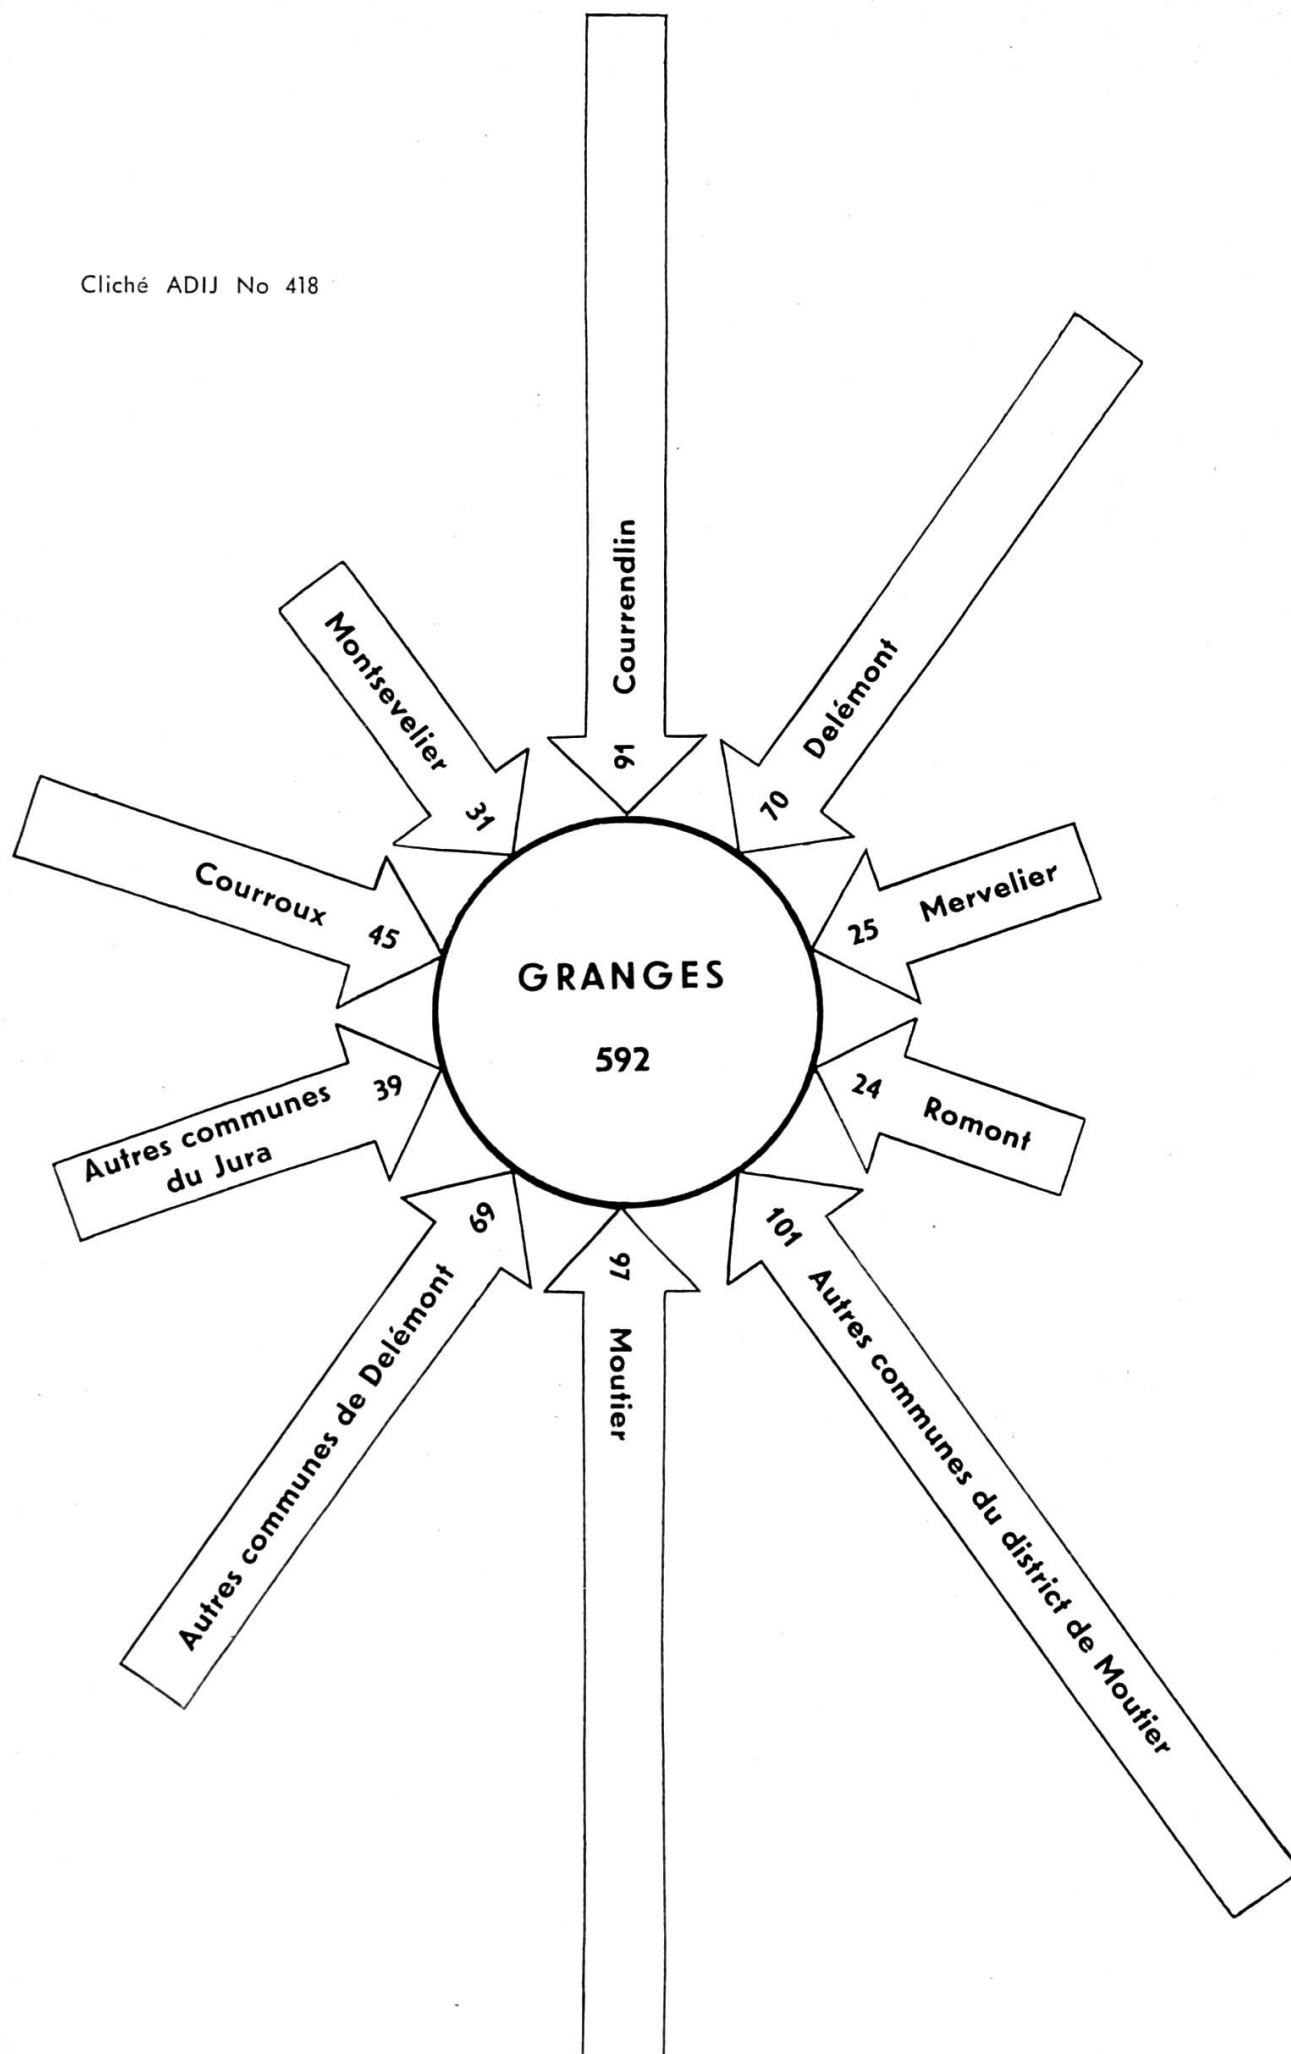 Cliché ADIJ No 418
Courrendlin
91
Delémont
70
Mervelier
25
Romont
24
Autres communes du district de Moutier
101
Moutier
97
Autres communes de Delémont
69
Autres communes
du Jura
39
Courroux
45
Montsevelier
31
GRANGES
592